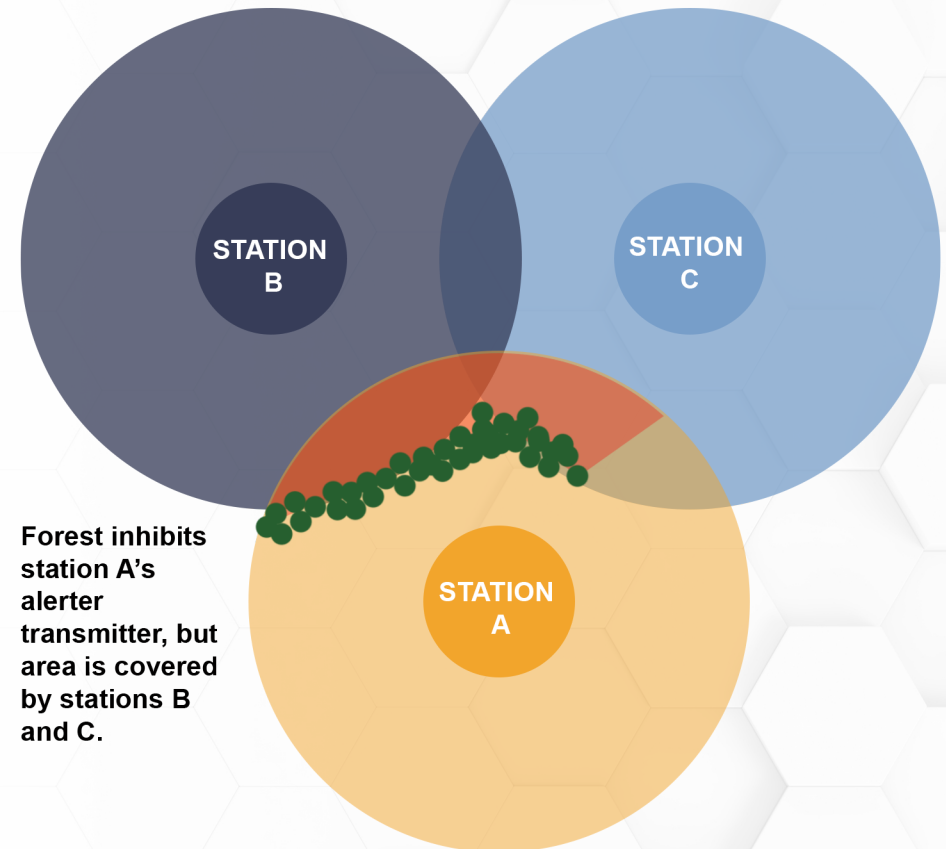 STATION
B
STATION
C
Forest inhibits
station A’s
alerter
transmitter, but
area is covered
by stations B
and C.
STATION
A